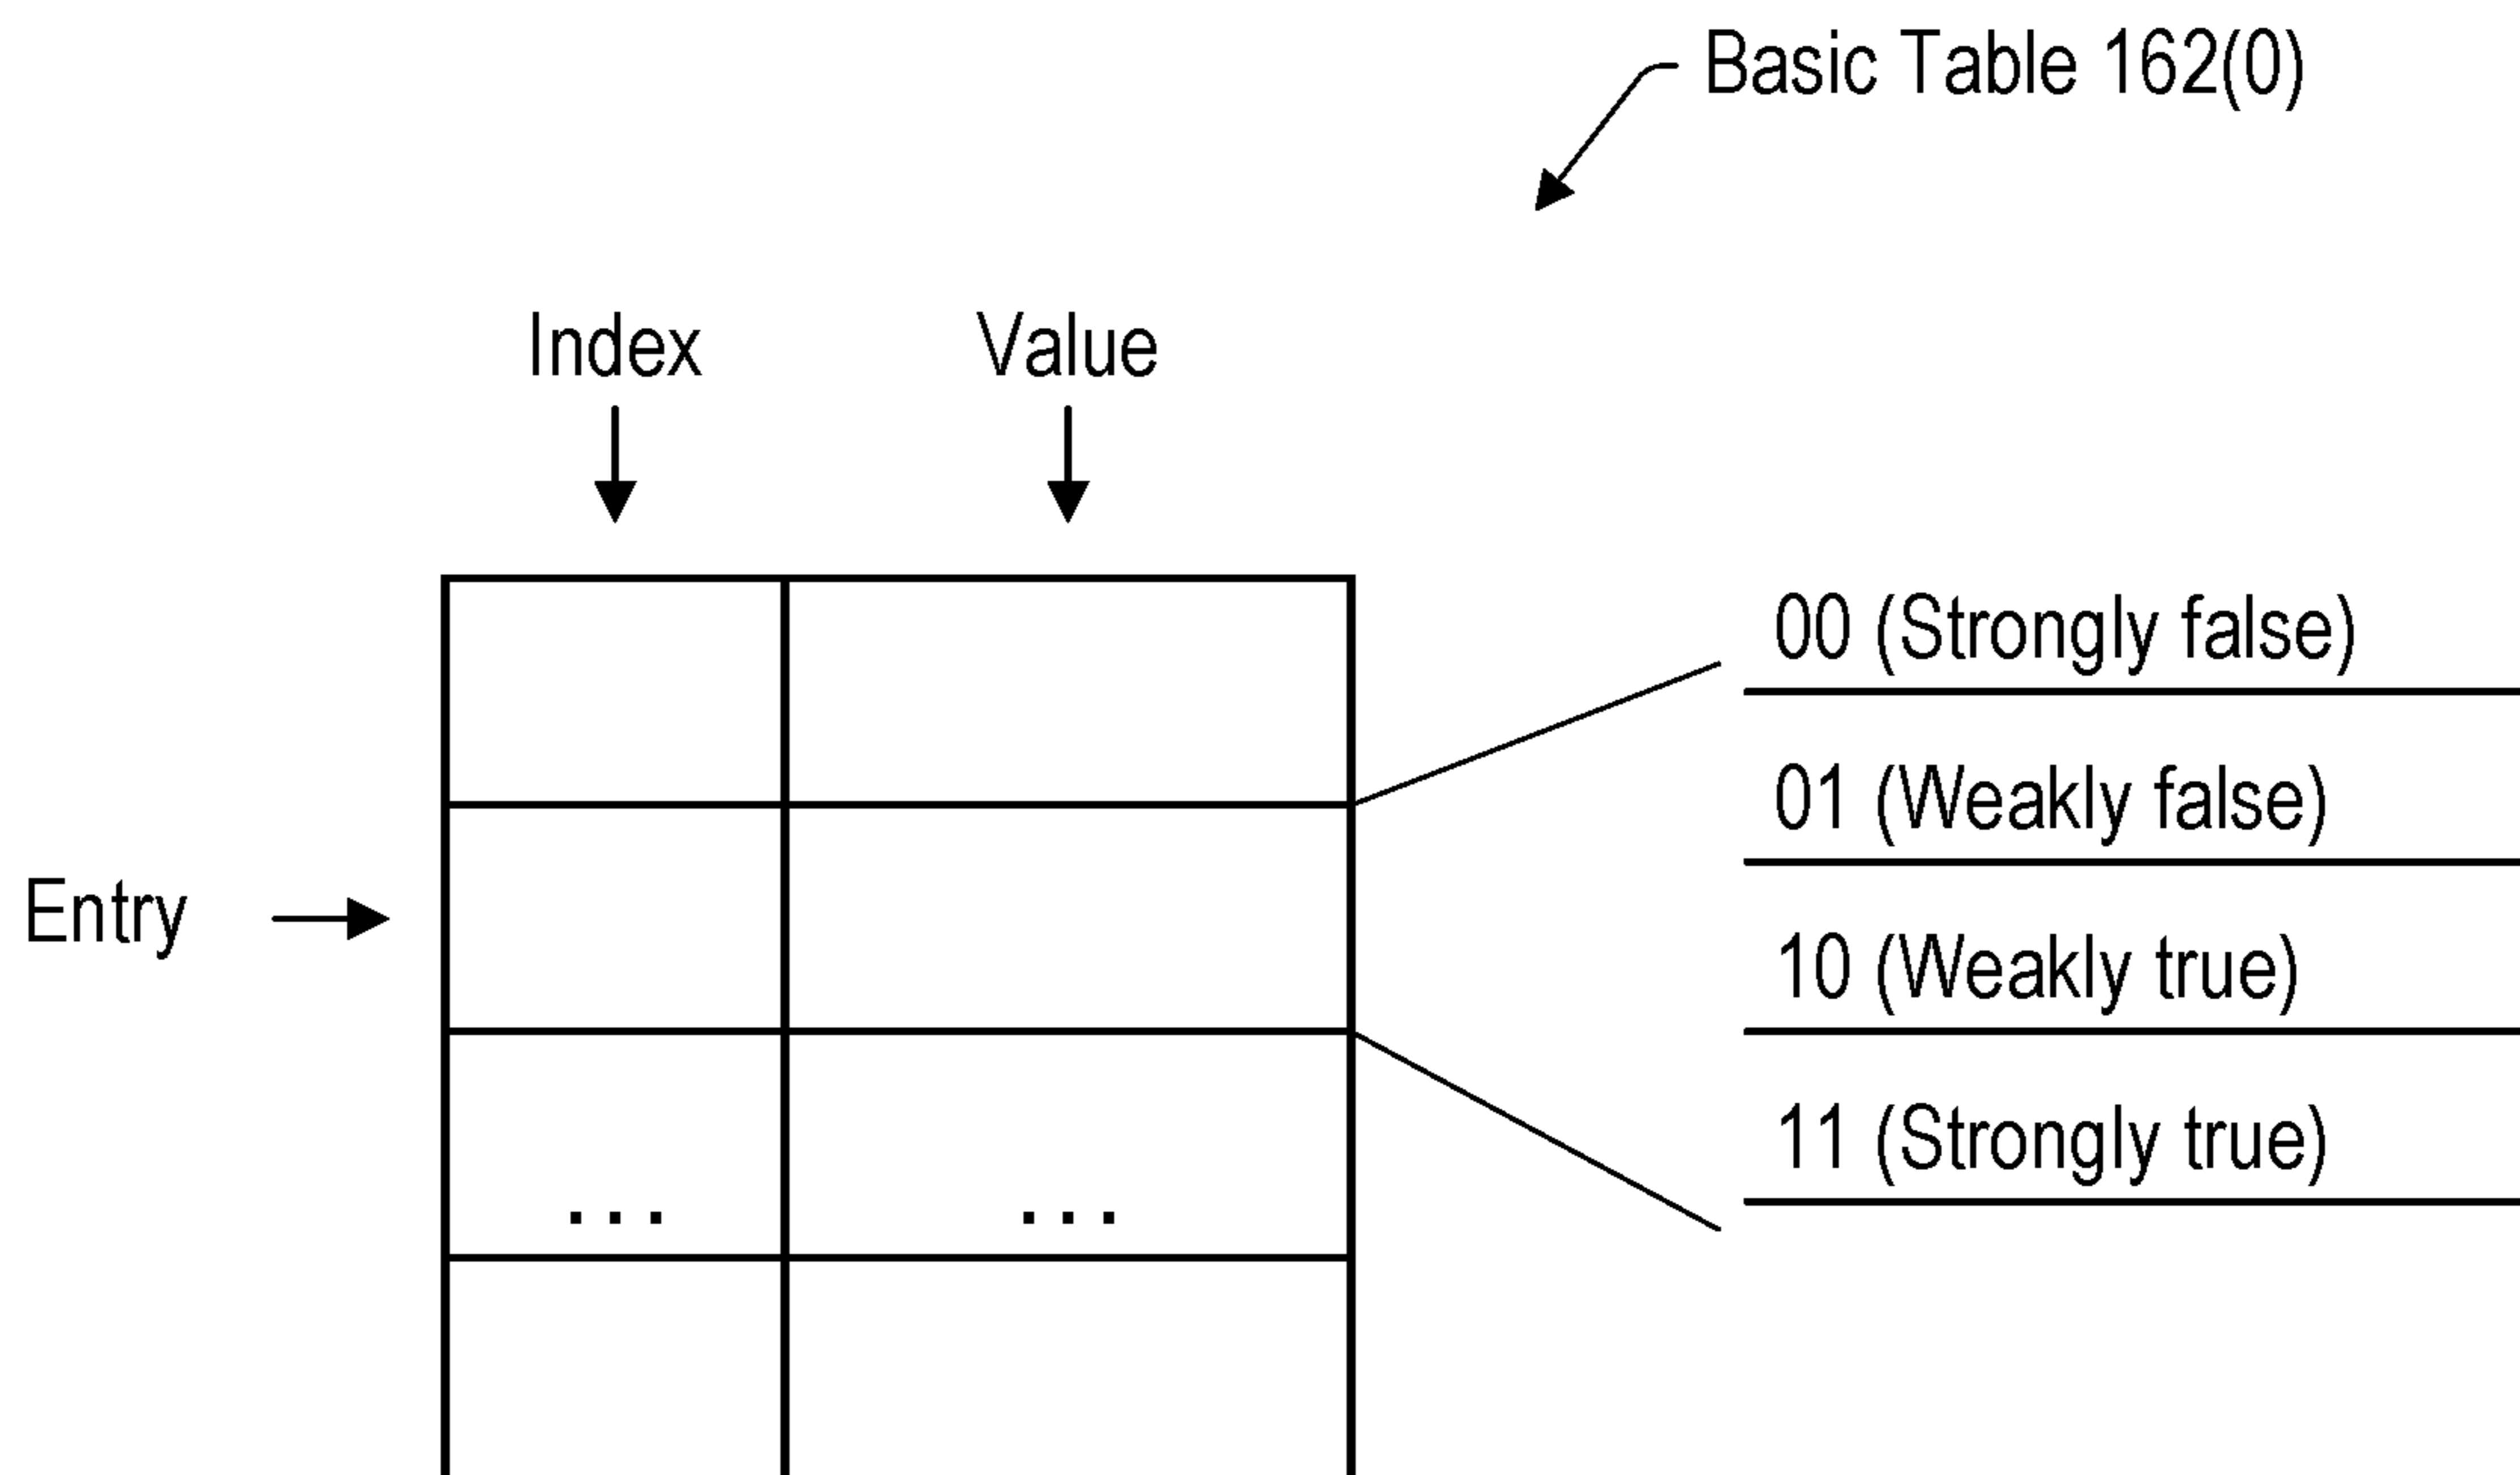 Basic Table 162(0)
Index
Value
00 (Strongly false)
01 (Weakly false)
Entry
10 (Weakly true)
11 (Strongly true)
... ...